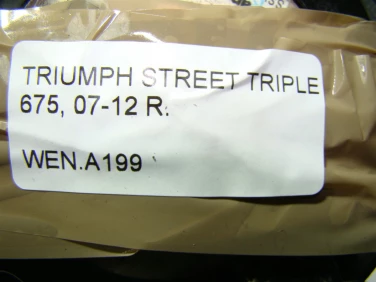 TRIUMPH STREET TRIPLE
675, 07-12 R.
WEN.A199